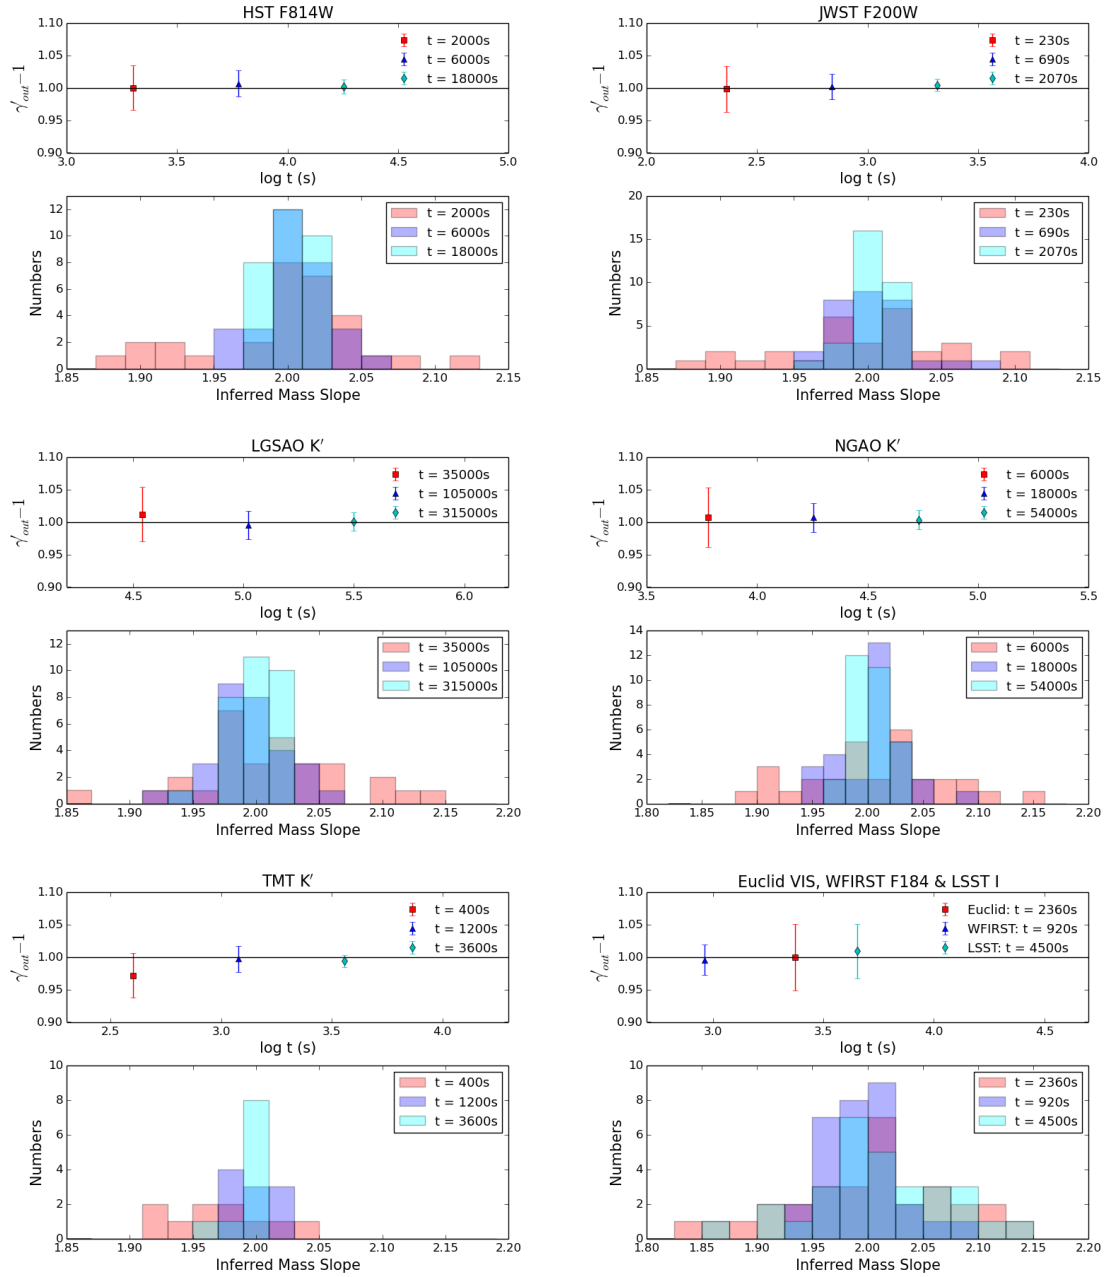 HST F814W
1.10
1.05
1.00
0.95
0.90
γ′out−1
t = 2000s
t = 6000s
t = 18000s
3.0 3.5 4.0 4.5 5.0
log t (s)
12
10
8
6
4
2
0
Numbers
t = 2000s
t = 6000s
t = 18000s
1.85 1.90 1.95 2.00 2.05 2.10 2.15
Inferred Mass Slope
JWST F200W
1.10
1.05
1.00
0.95
0.90
γ′out−1
t = 230s
t = 690s
t = 2070s
2.0 2.5 3.0 3.5 4.0
log t (s)
20
15
10
5
0
Numbers
t = 230s
t = 690s
t = 2070s
1.85 1.90 1.95 2.00 2.05 2.10 2.15
Inferred Mass Slope
LGSAO K′
1.10
1.05
1.00
0.95
0.90
γ′out−1
t = 35000s
t = 105000s
t = 315000s
4.5 5.0 5.5 6.0
log t (s)
12
10
8
6
4
2
0
Numbers
t = 35000s
t = 105000s
t = 315000s
1.85 1.90 1.95 2.00 2.05 2.10 2.15 2.20
Inferred Mass Slope
NGAO K′
1.10
1.05
1.00
0.95
0.90
γ′out−1
t = 6000s
t = 18000s
t = 54000s
3.5 4.0 4.5 5.0 5.5
log t (s)
14
12
10
8
6
4
2
0
Numbers
t = 6000s
t = 18000s
t = 54000s
1.80 1.85 1.90 1.95 2.00 2.05 2.10 2.15 2.20
Inferred Mass Slope
TMT K′
1.10
1.05
1.00
0.95
0.90
γ′out−1
t = 400s
t = 1200s
t = 3600s
2.5 3.0 3.5 4.0
log t (s)
10
8
6
4
2
0
Numbers
t = 400s
t = 1200s
t = 3600s
1.85 1.90 1.95 2.00 2.05 2.10 2.15 2.20
Inferred Mass Slope
Euclid VIS, WFIRST F184 & LSST I
1.10
1.05
1.00
0.95
0.90
γ′out−1
Euclid: t = 2360s
WFIRST: t = 920s
LSST: t = 4500s
3.0 3.5 4.0 4.5
log t (s)
10
8
6
4
2
0
Numbers
t = 2360s
t = 920s
t = 4500s
1.80 1.85 1.90 1.95 2.00 2.05 2.10 2.15 2.20
Inferred Mass Slope